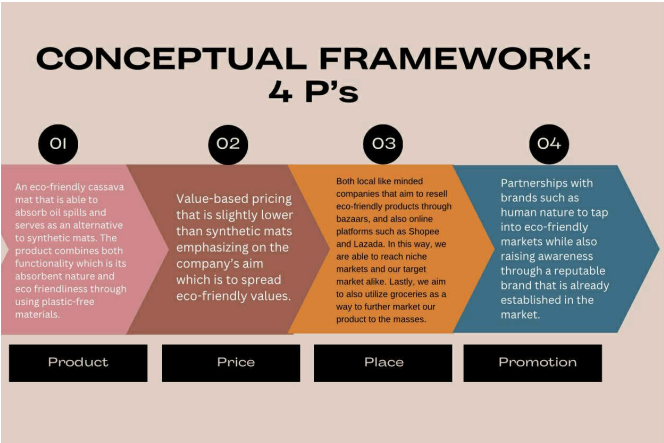 CONCEPTUAL FRAMEWORK:
4 P's
01
An eco-friendly cassava
mat that is able to
absorb oil spills and
serves as an alternative
to synthetic mats. The
product combines both
functionality which is its
absorbent nature and
eco friendliness through
using plastic-free
materials.
Product
02
Value-based pricing
that is slightly lower
than synthetic mats
emphasizing on the
company's aim
which is to spread
eco-friendly values.
Price
03
Both local like minded
companies that aim to resell
eco-friendly products through
bazaars, and also online
platforms such as Shopee
and Lazada. In this way, we
are able to reach niche
markets and our target
market alike. Lastly, we aim
to also utilize groceries as a
way to further market our
product to the masses.
Place
04
Partnerships with
brands such as
human nature to tap
into eco-friendly
markets while also
raising awareness
through a reputable
brand that is already
established in the
market.
Promotion